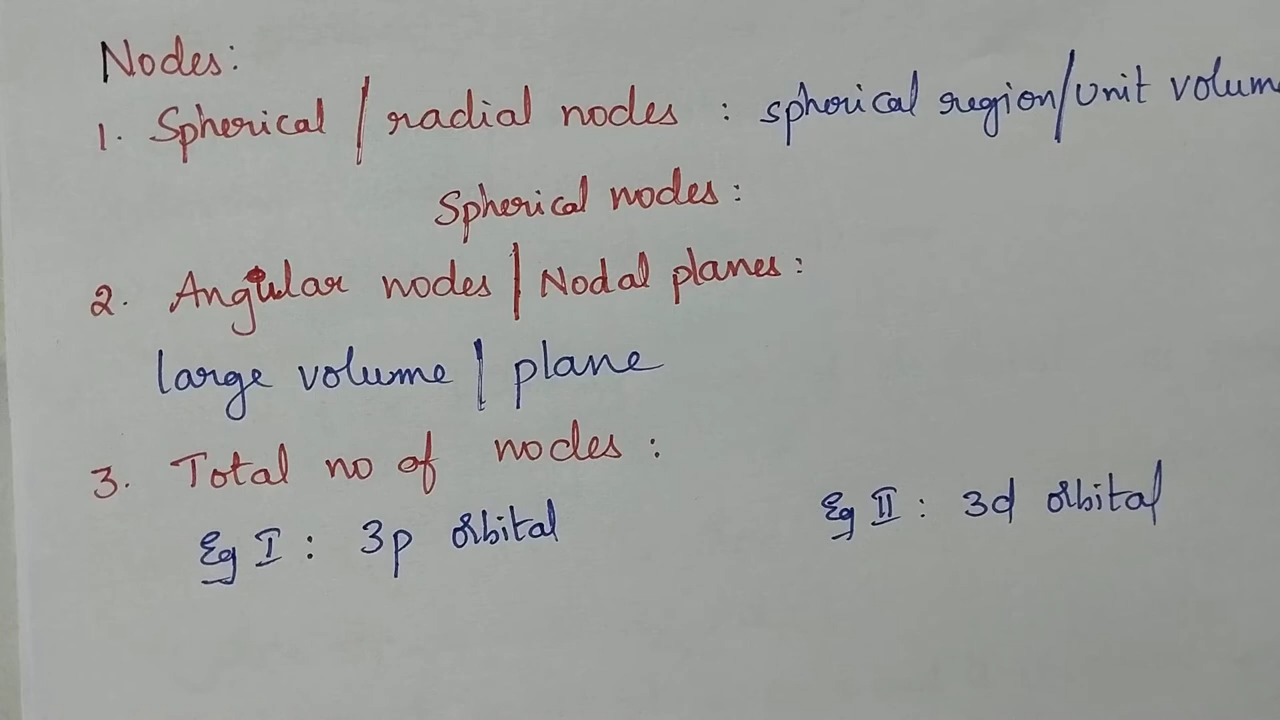 Nodes:
1. Spherical / radial nodes : spherical region/unit volum
Spherical nodes:
2. Angular nodes | Nodal planes:
large volume | plane
3. Total no of nodes:
Eg I : 3p orbital
Eg II : 3d orbital